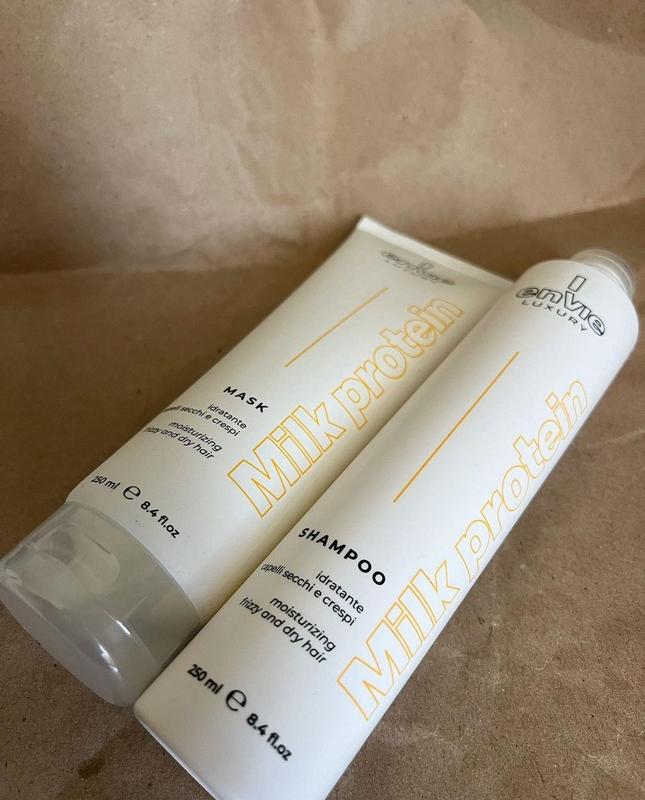 envie
LUXURY
Milk protein
MASK
idratante
capelli secchi e crespi
moisturizing
frizzy and dry hair
250 ml e 8.4 fl.oz
envie
LUXURY
Milk protein
SHAMPOO
idratante
capelli secchi e crespi
moisturizing
frizzy and dry hair
250 ml e 8.4 fl.oz